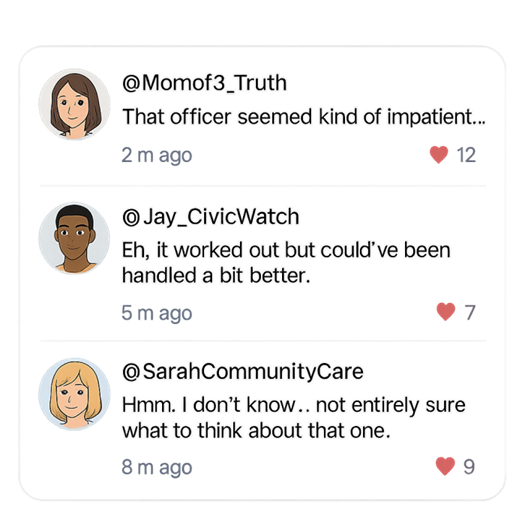 @Momof3_Truth
That officer seemed kind of impatient...
2 m ago
12
@Jay_CivicWatch
Eh, it worked out but could've been
handled a bit better.
5 m ago
7
@SarahCommunityCare
Hmm. I don't know.. not entirely sure
what to think about that one.
8 m ago
9